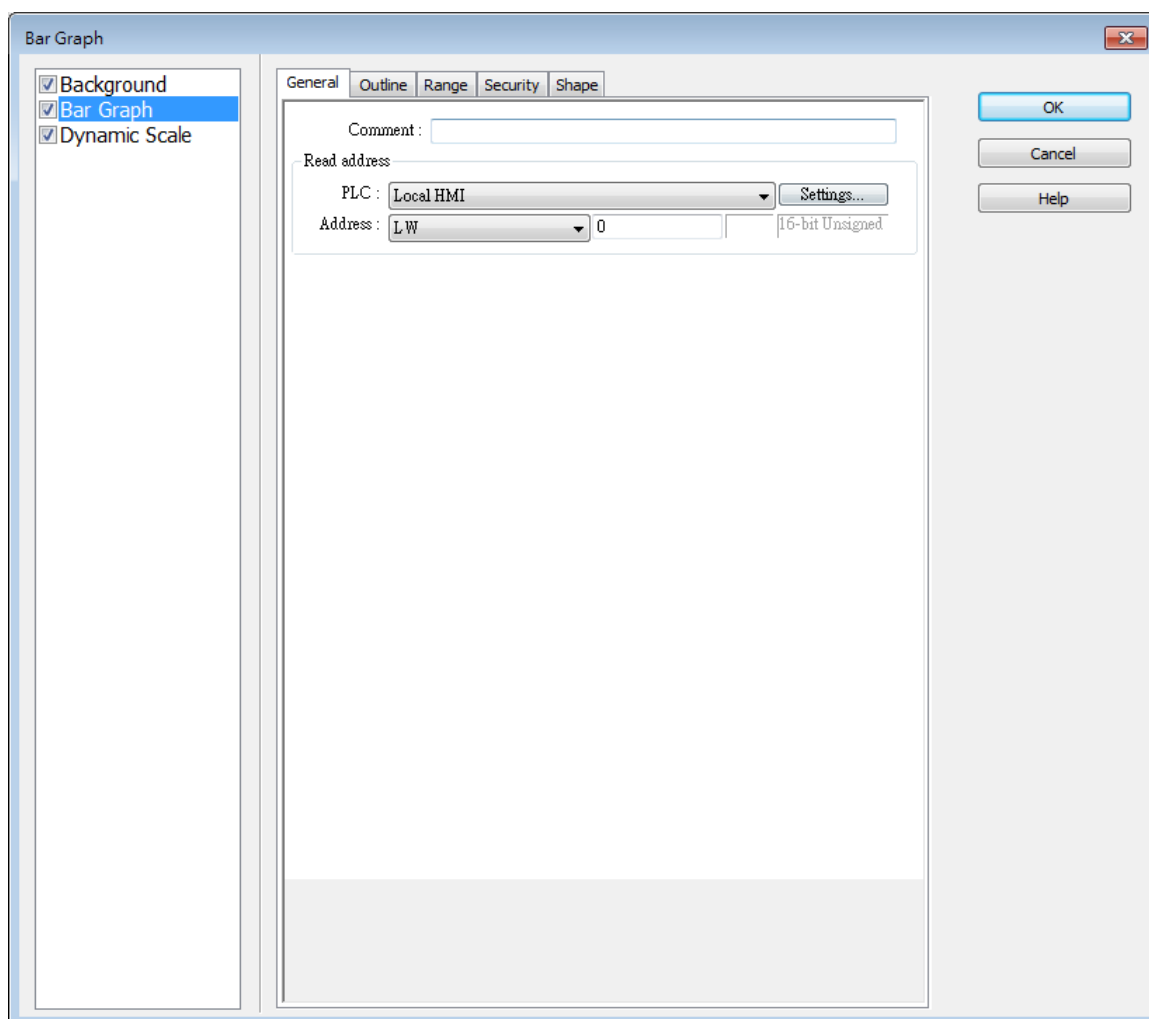 Bar Graph
Background
Bar Graph
Dynamic Scale
General Outline Range Security Shape
Comment :
Read address
PLC : Local HMI Settings...
Address : LW 0 16-bit Unsigned
OK
Cancel
Help